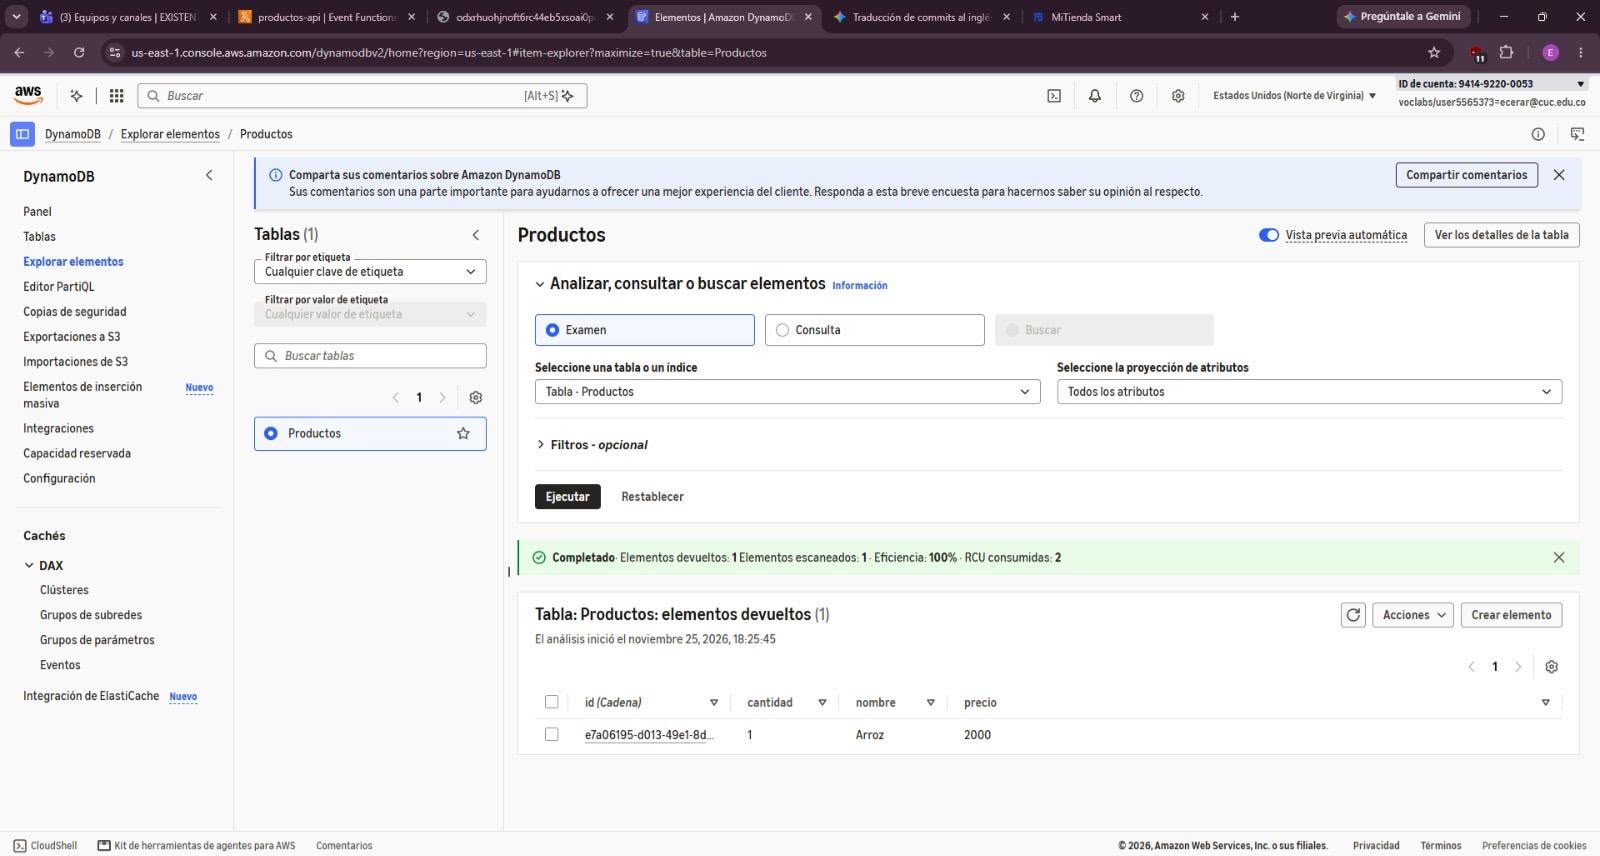 (3) Equipos y canales | EXISTEN
productos-api | Event Functions
odxrhuohjnoft6rc44eb5xsoai0p
Elementos | Amazon DynamoDB
Traducción de commits al inglé
MiTienda Smart
Pregúntale a Gemini
us-east-1.console.aws.amazon.com/dynamodbv2/home?region=us-east-1#item-explorer?maximize=true&table=Productos
11
E
aws
Buscar
[Alt+S]
Estados Unidos (Norte de Virginia)
ID de cuenta: 9414-9220-0053
voclabs/user5565373=ecerar@cuc.edu.co
DynamoDB / Explorar elementos / Productos
DynamoDB
Panel
Tablas
Explorar elementos
Editor PartiQL
Copias de seguridad
Exportaciones a S3
Importaciones de S3
Elementos de inserción masiva
Nuevo
Integraciones
Capacidad reservada
Configuración
Cachés
DAX
Clústeres
Grupos de subredes
Grupos de parámetros
Eventos
Integración de ElastiCache
Nuevo
Comparta sus comentarios sobre Amazon DynamoDB
Sus comentarios son una parte importante para ayudarnos a ofrecer una mejor experiencia del cliente. Responda a esta breve encuesta para hacernos saber su opinión al respecto.
Compartir comentarios
Tablas (1)
Filtrar por etiqueta
Cualquier clave de etiqueta
Filtrar por valor de etiqueta
Cualquier valor de etiqueta
Buscar tablas
1
Productos
Productos
Vista previa automática
Ver los detalles de la tabla
Analizar, consultar o buscar elementos Información
Examen
Consulta
Buscar
Seleccione una tabla o un índice
Tabla - Productos
Seleccione la proyección de atributos
Todos los atributos
Filtros - opcional
Ejecutar
Restablecer
Completado · Elementos devueltos: 1 Elementos escaneados: 1 · Eficiencia: 100% · RCU consumidas: 2
Tabla: Productos: elementos devueltos (1)
El análisis inició el noviembre 25, 2026, 18:25:45
Acciones
Crear elemento
1
id (Cadena) cantidad nombre precio
e7a06195-d013-49e1-8d... 1 Arroz 2000
CloudShell
Kit de herramientas de agentes para AWS
Comentarios
© 2026, Amazon Web Services, Inc. o sus filiales.
Privacidad
Términos
Preferencias de cookies